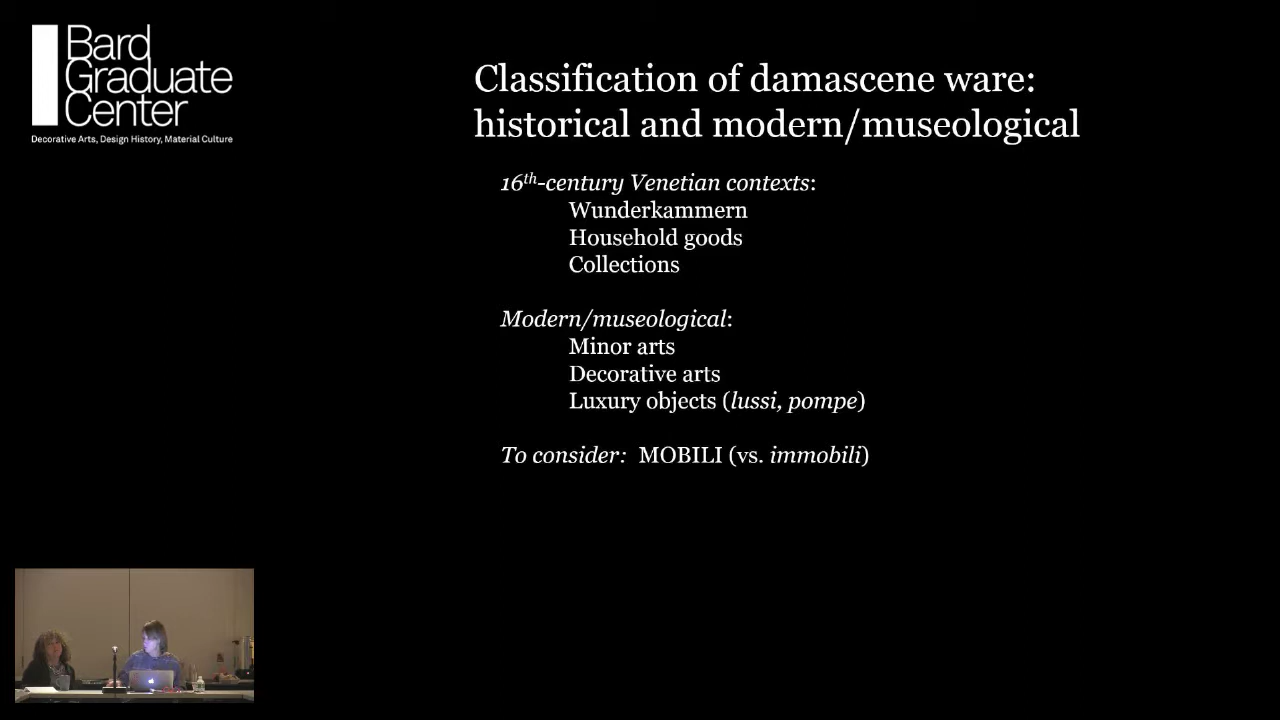 Bard
Graduate
Center
Decorative Arts, Design History, Material Culture
Classification of damascene ware:
historical and modern/museological
16th-century Venetian contexts:
Wunderkammern
Household goods
Collections
Modern/museological:
Minor arts
Decorative arts
Luxury objects (lussi, pompe)
To consider: MOBILI (vs. immobili)